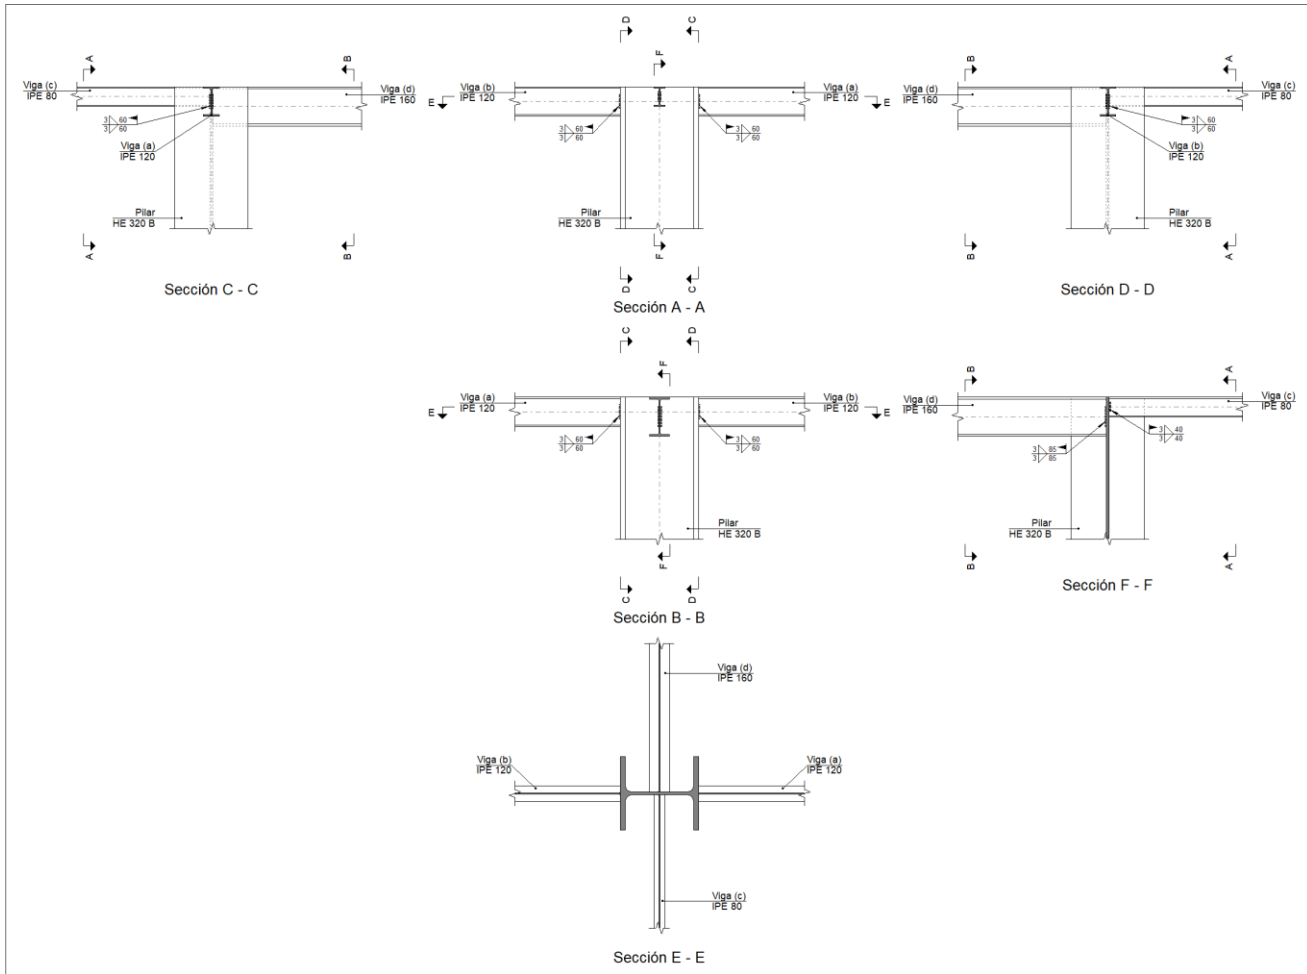 D
C
F
A
B
Viga (c)
IPE 80
Viga (d)
IPE 160
3 60
3 60
Viga (a)
IPE 120
Pilar
HE 320 B
A
B
Sección C - C
Viga (b)
IPE 120
E
Viga (a)
IPE 120
E
3 60
3 60
3 60
3 60
Pilar
HE 320 B
F
D
C
Sección A - A
B
A
Viga (d)
IPE 160
Viga (c)
IPE 80
3 60
3 60
Viga (b)
IPE 120
Pilar
HE 320 B
B
A
Sección D - D
C
D
F
Viga (a)
IPE 120
E
Viga (b)
IPE 120
E
3 60
3 60
3 60
3 60
Pilar
HE 320 B
F
C
D
Sección B - B
B
A
Viga (d)
IPE 160
Viga (c)
IPE 80
3 85
3 85
3 40
3 40
Pilar
HE 320 B
B
A
Sección F - F
Viga (d)
IPE 160
Viga (b)
IPE 120
Viga (a)
IPE 120
Viga (c)
IPE 80
Sección E - E